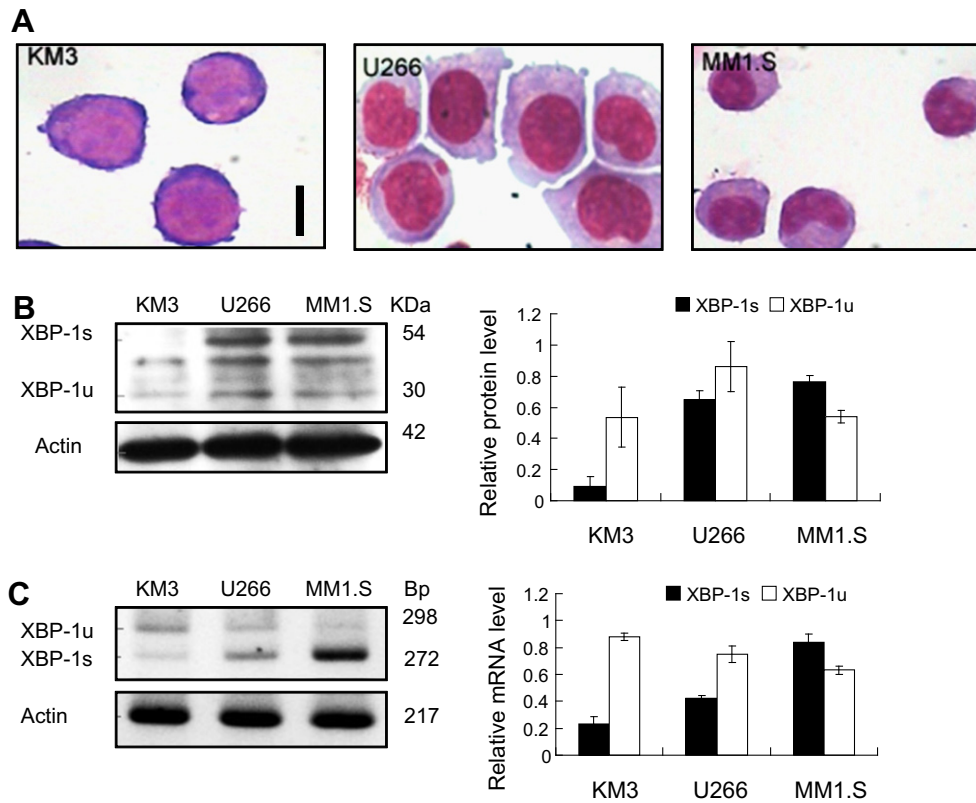 A
KM3
U266
MM1.S
B
KM3 U266 MM1.S KDa
XBP-1s 54
XBP-1u 30
Actin 42
XBP-1s XBP-1u
Relative protein level
1.2
1
0.8
0.6
0.4
0.2
0
KM3 U266 MM1.S
C
KM3 U266 MM1.S Bp
XBP-1u 298
XBP-1s 272
Actin 217
XBP-1s XBP-1u
Relative mRNA level
1.2
1
0.8
0.6
0.4
0.2
0
KM3 U266 MM1.S